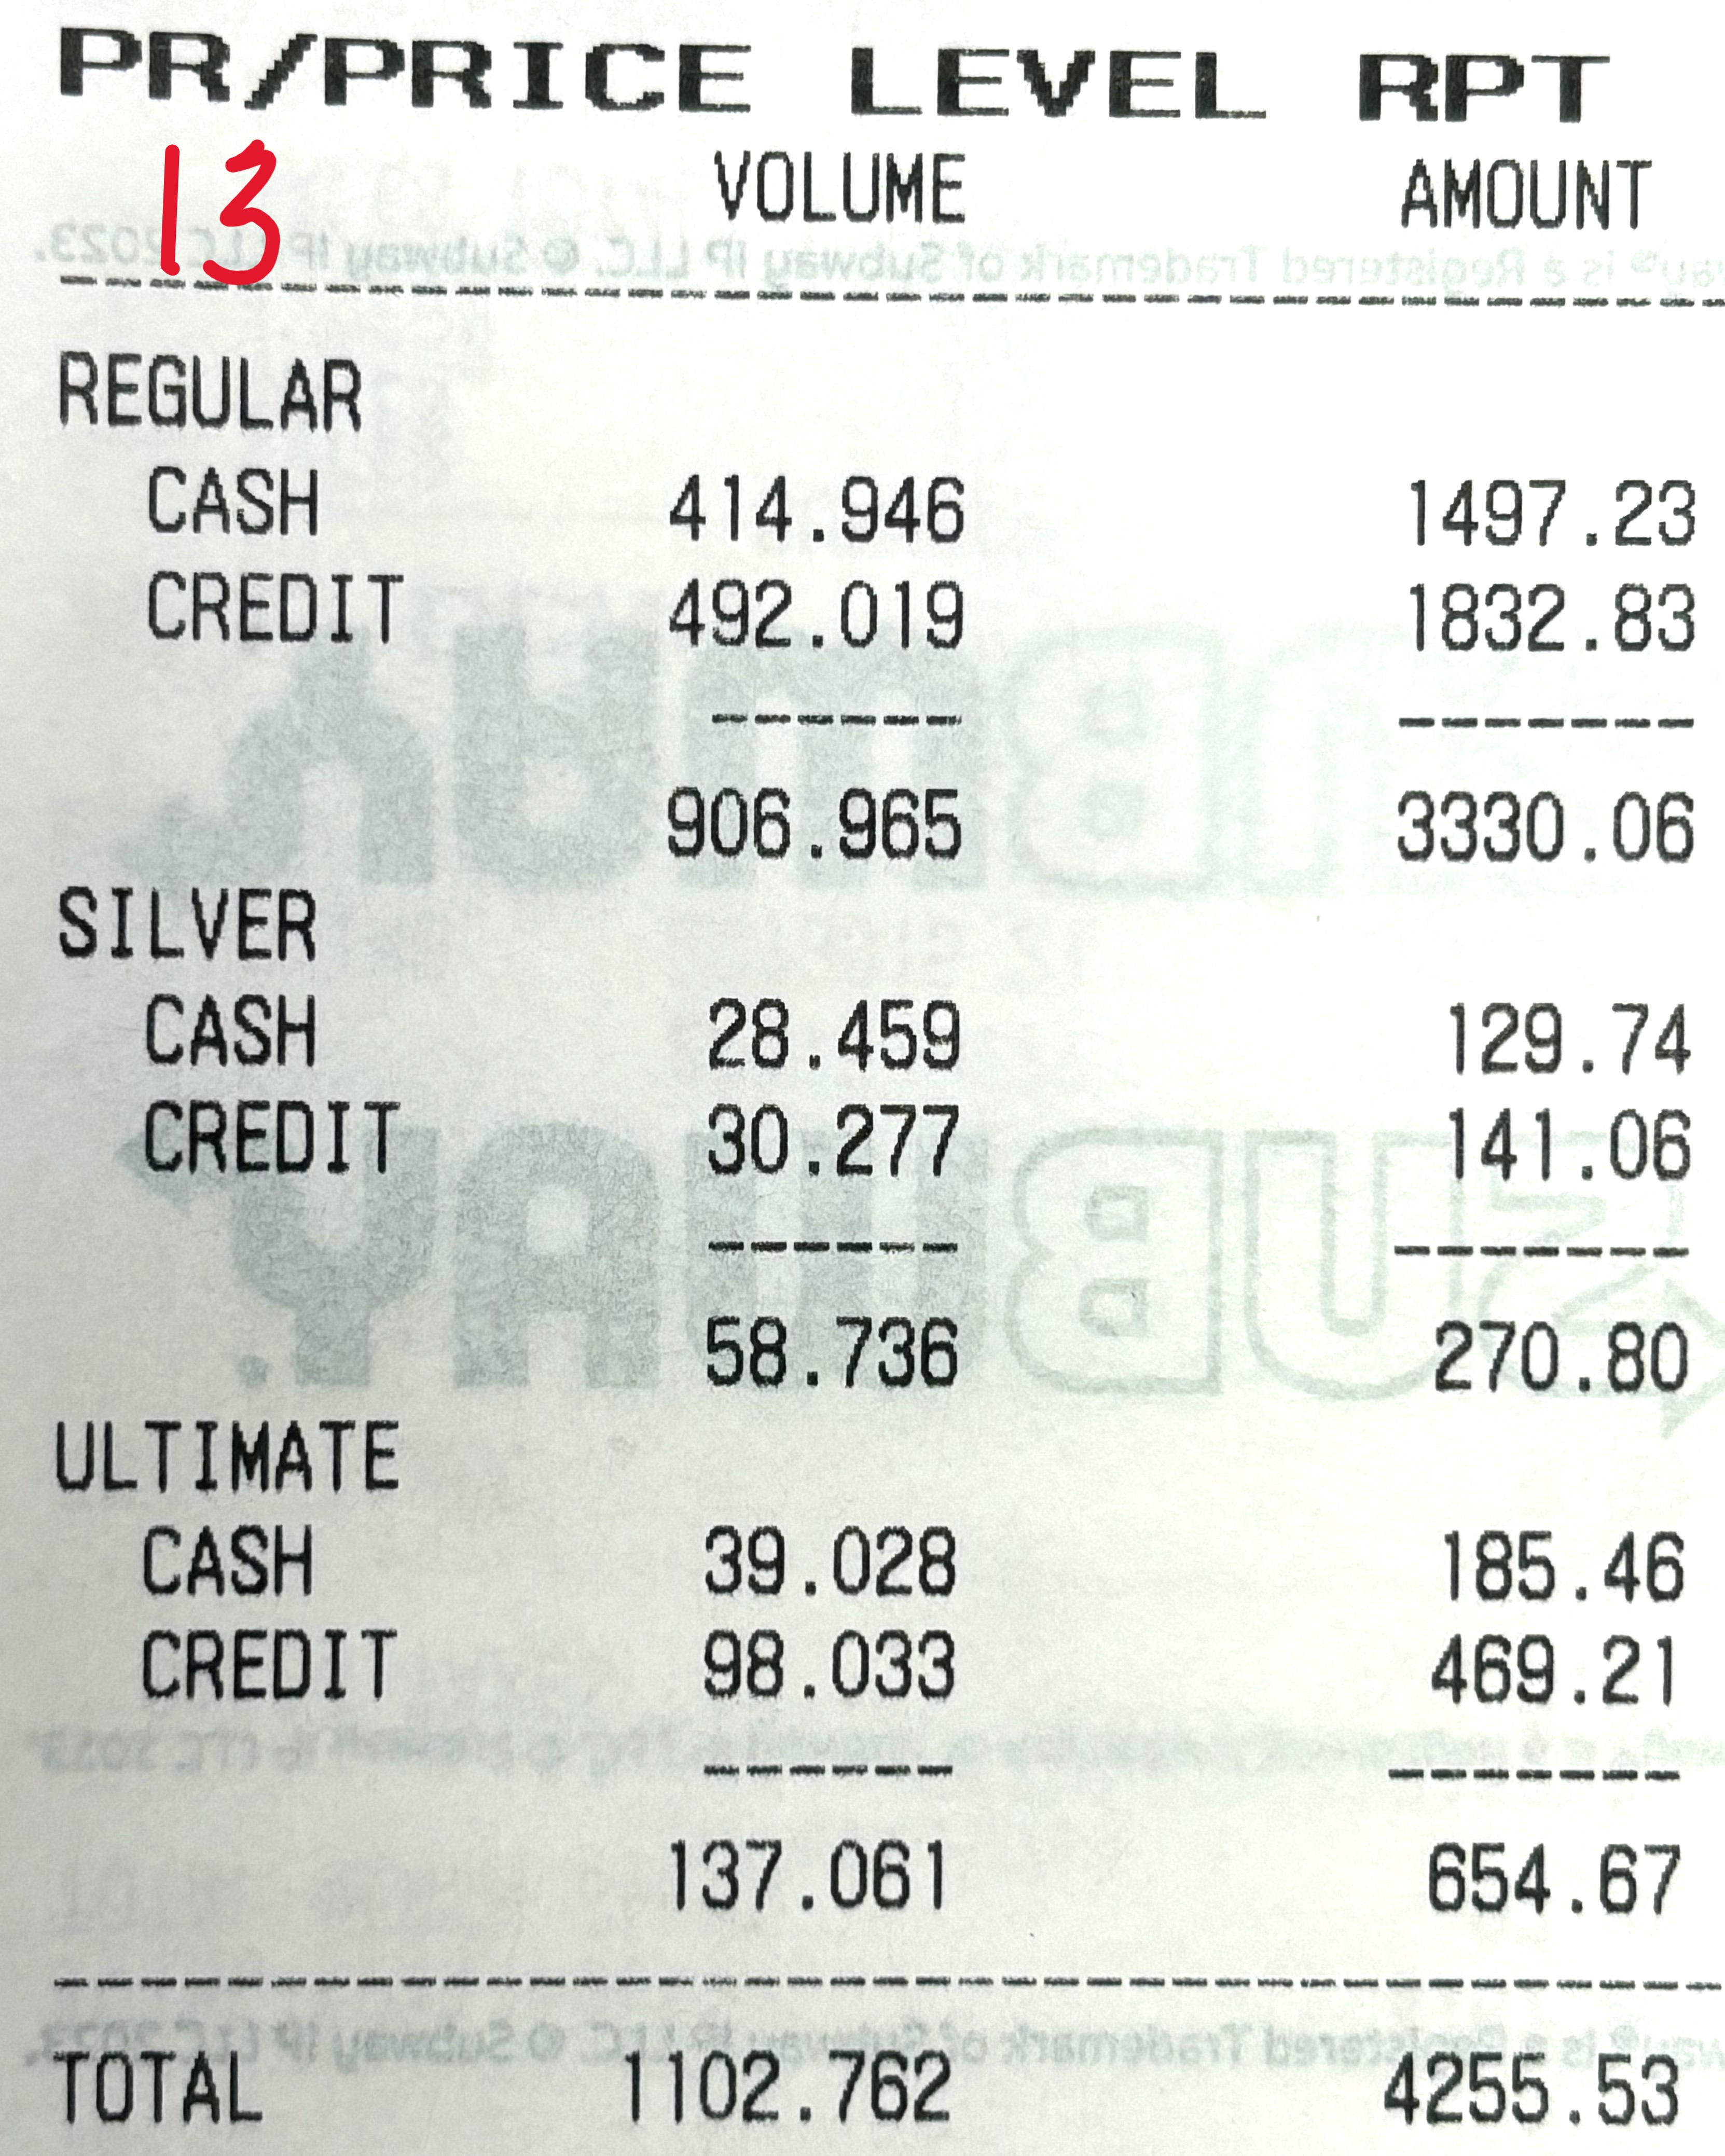 PR/PRICE LEVEL RPT
13 VOLUME AMOUNT
REGULAR
CASH 414.946 1497.23
CREDIT 492.019 1832.83
906.965 3330.06
SILVER
CASH 28.459 129.74
CREDIT 30.277 141.06
58.736 270.80
ULTIMATE
CASH 39.028 185.46
CREDIT 98.033 469.21
137.061 654.67
TOTAL 1102.762 4255.53